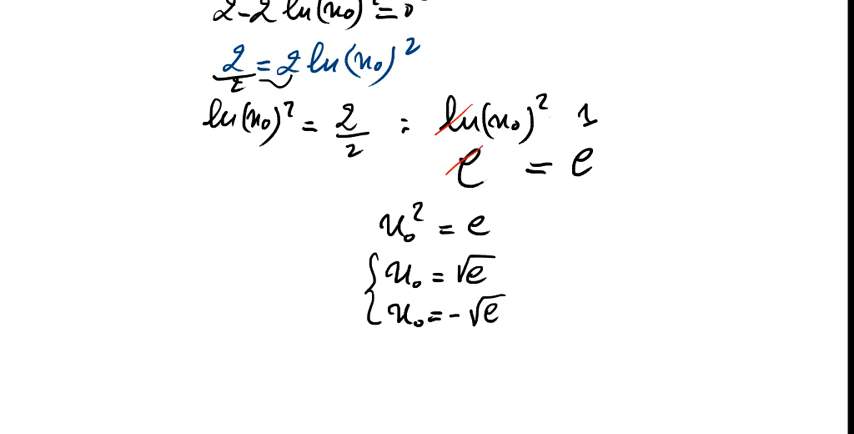 2-2 ln(x₀)²=0
2/2 = 2 ln(x₀)²
ln(x₀)² = 2/2 : e^ln(x₀)² = e^1
x₀² = e
{ x₀ = √e
{ x₀ = -√e